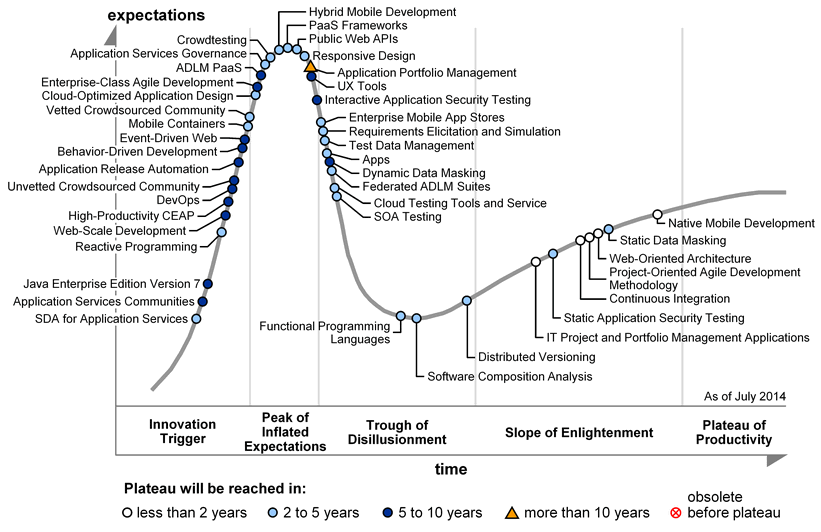 expectations
Hybrid Mobile Development
PaaS Frameworks
Public Web APIs
Crowdtesting
Application Services Governance
Responsive Design
ADLM PaaS
Application Portfolio Management
Enterprise-Class Agile Development
UX Tools
Cloud-Optimized Application Design
Interactive Application Security Testing
Vetted Crowdsourced Community
Enterprise Mobile App Stores
Mobile Containers
Requirements Elicitation and Simulation
Event-Driven Web
Test Data Management
Behavior-Driven Development
Apps
Application Release Automation
Dynamic Data Masking
Unvetted Crowdsourced Community
Federated ADLM Suites
DevOps
Cloud Testing Tools and Service
High-Productivity CEAP
SOA Testing
Web-Scale Development
Native Mobile Development
Reactive Programming
Static Data Masking
Web-Oriented Architecture
Project-Oriented Agile Development
Methodology
Java Enterprise Edition Version 7
Continuous Integration
Application Services Communities
SDA for Application Services
Static Application Security Testing
Functional Programming
Languages
IT Project and Portfolio Management Applications
Distributed Versioning
Software Composition Analysis
As of July 2014
Innovation
Trigger
Peak of
Inflated
Expectations
Trough of
Disillusionment
Slope of Enlightenment
Plateau of
Productivity
time
Plateau will be reached in:
less than 2 years
2 to 5 years
5 to 10 years
more than 10 years
obsolete
before plateau